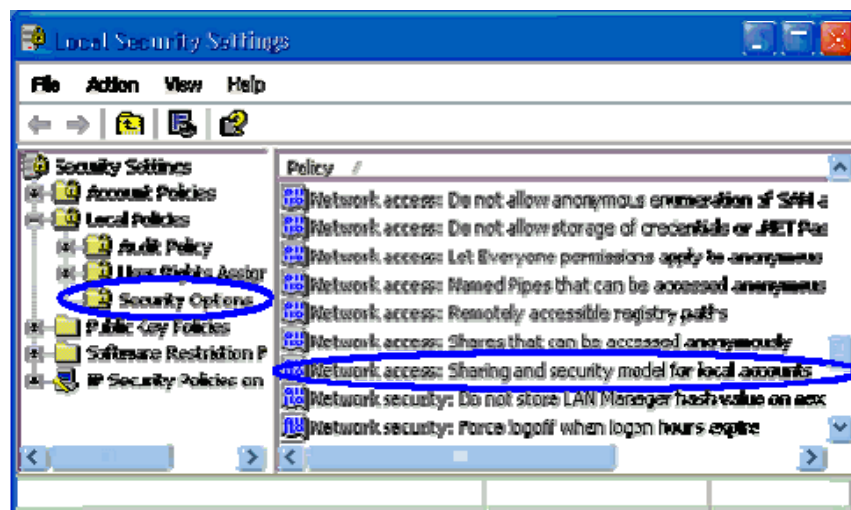 Local Security Settings
File Action View Help
Security Settings
Account Policies
Local Policies
Audit Policy
User Rights Assigr
Security Options
Public Key Policies
Software Restriction P
IP Security Policies on
Policy /
Network access: Do not allow anonymous enumeration of SAM a
Network access: Do not allow storage of credentials or .NET Pas
Network access: Let Everyone permissions apply to anonymous
Network access: Named Pipes that can be accessed anonymous
Network access: Remotely accessible registry paths
Network access: Shares that can be accessed anonymously
Network access: Sharing and security model for local accounts
Network security: Do not store LAN Manager hash value on nex
Network security: Force logoff when logon hours expire